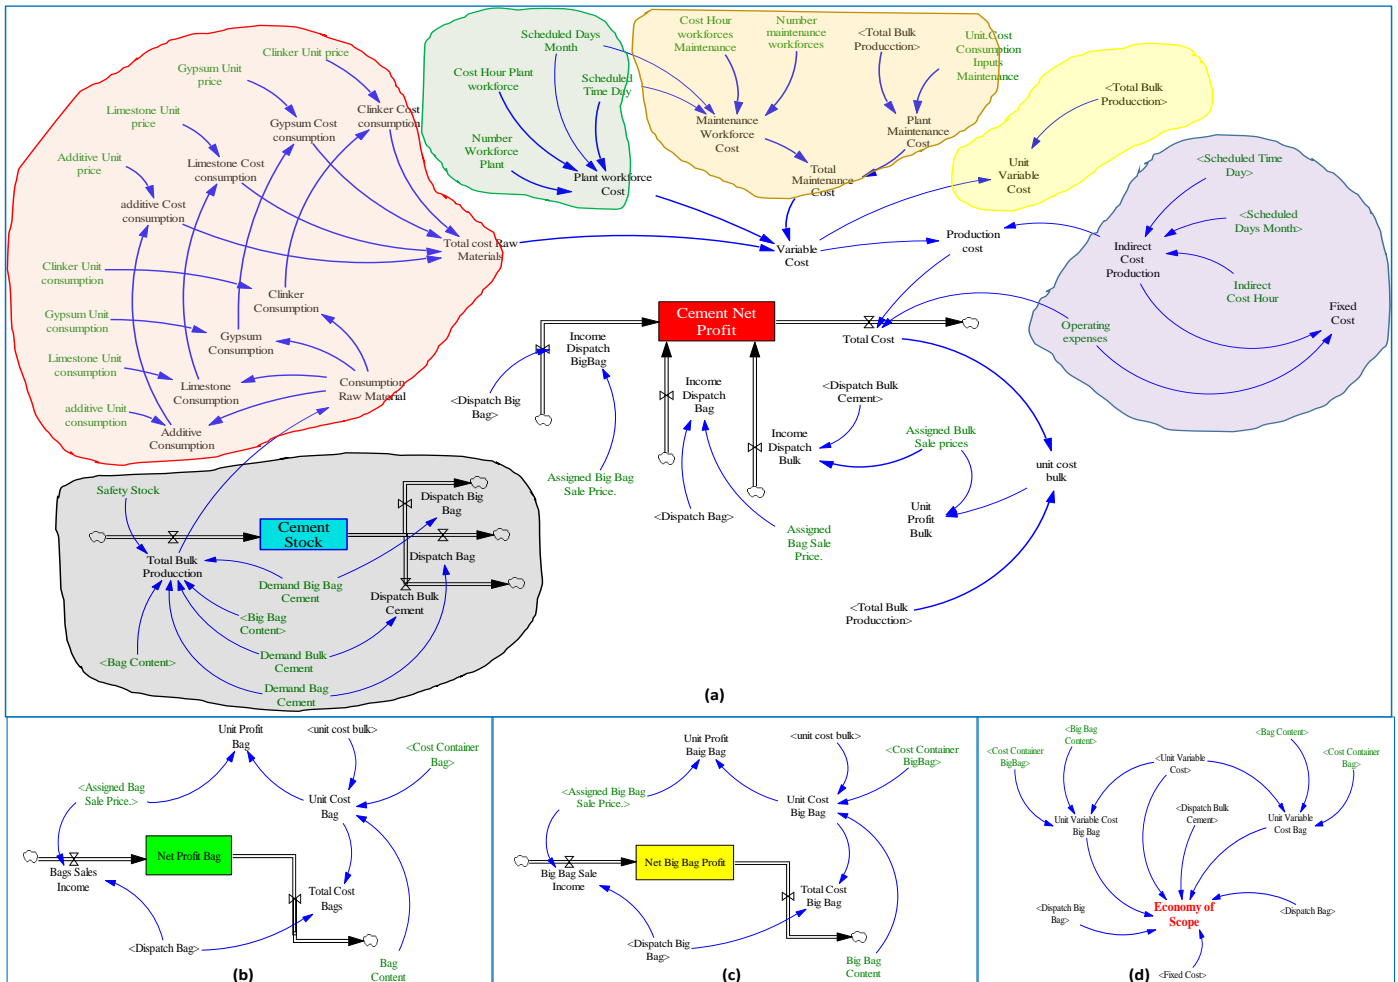 Clinker Unit price
Gypsum Unit
price
Limestone Unit
price
Additive Unit
price
Clinker Cost
consumption
Gypsum Cost
consumption
Limestone Cost
consumption
additive Cost
consumption
Total cost Raw
Materials
Clinker Unit
consumption
Gypsum Unit
consumption
Limestone Unit
consumption
additive Unit
consumption
Clinker
Consumption
Gypsum
Consumption
Limestone
Consumption
Additive
Consumption
Consumption
Raw Material
Scheduled Days
Month
Cost Hour Plant
workforce
Scheduled
Time Day
Number
Workforce
Plant
Plant workforce
Cost
Cost Hour
workforces
Maintenance
Number
maintenance
workforces
<Total Bulk
Producction>
Unit.Cost
Consumption
Inputs
Maintenance
Maintenance
Workforce
Cost
Plant
Maintenance
Cost
Total
Maintenance
Cost
<Total Bulk
Producction>
Unit
Variable
Cost
Variable
Cost
Production
cost
<Scheduled Time
Day>
<Scheduled
Days Month>
Indirect
Cost
Production
Indirect
Cost Hour
Fixed
Cost
Operating
expenses
Cement Net
Profit
Total Cost
Income
Dispatch
BigBag
<Dispatch Big
Bag>
Income
Dispatch
Bag
<Dispatch Bulk
Cement>
Income
Dispatch
Bulk
Assigned Bulk
Sale prices
Assigned Big Bag
Sale Price.
<Dispatch Bag>
Assigned
Bag Sale
Price.
Unit
Profit
Bulk
unit cost
bulk
<Total Bulk
Producction>
Safety Stock
Cement
Stock
Total Bulk
Producction
Dispatch Big
Bag
Dispatch Bag
Dispatch Bulk
Cement
Demand Big Bag
Cement
<Big Bag
Content>
<Bag Content>
Demand Bulk
Cement
Demand Bag
Cement
(a)
Unit Profit
Bag
<unit cost bulk>
<Cost Container
Bag>
<Assigned Bag
Sale Price.>
Unit Cost
Bag
Net Profit Bag
Bags Sales
Income
Total Cost
Bags
<Dispatch Bag>
Bag
Content
(b)
Unit Profit
Baig Bag
<unit cost bulk>
<Cost Container
BigBag>
<Assigned Big Bag
Sale Price.>
Unit Cost
Big Bag
Net Big Bag Profit
Big Bag Sale
Income
Total Cost
Big Bag
<Dispatch Big
Bag>
Big Bag
Content
(c)
<Big Bag
Content>
<Cost Container
BigBag>
<Unit Variable
Cost>
<Bag Content>
<Cost Container
Bag>
Unit Variable Cost
Big Bag
<Dispatch Bulk
Cement>
Unit Variable
Cost Bag
<Dispatch Big
Bag>
Economy of
Scope
<Dispatch Bag>
<Fixed Cost>
(d)